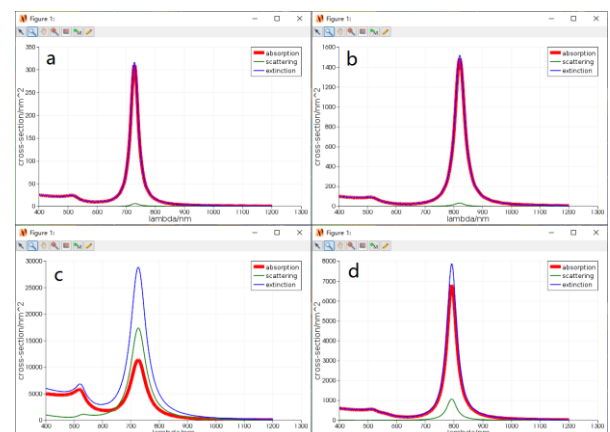 Figure 1:
Figure 1:
a
b
absorption
scattering
extinction
absorption
scattering
extinction
cross-section/nm^2
350
300
250
200
150
100
50
0
cross-section/nm^2
1600
1400
1200
1000
800
600
400
200
0
400 500 600 700 800 900 1000 1100 1200 1300
lambda/nm
400 500 600 700 800 900 1000 1100 1200 1300
lambda/nm
Figure 1:
Figure 1:
c
d
absorption
scattering
extinction
absorption
scattering
extinction
cross-section/nm^2
30000
25000
20000
15000
10000
5000
0
cross-section/nm^2
8000
7000
6000
5000
4000
3000
2000
1000
0
400 500 600 700 800 900 1000 1100 1200 1300
400 500 600 700 800 900 1000 1100 1200 1300